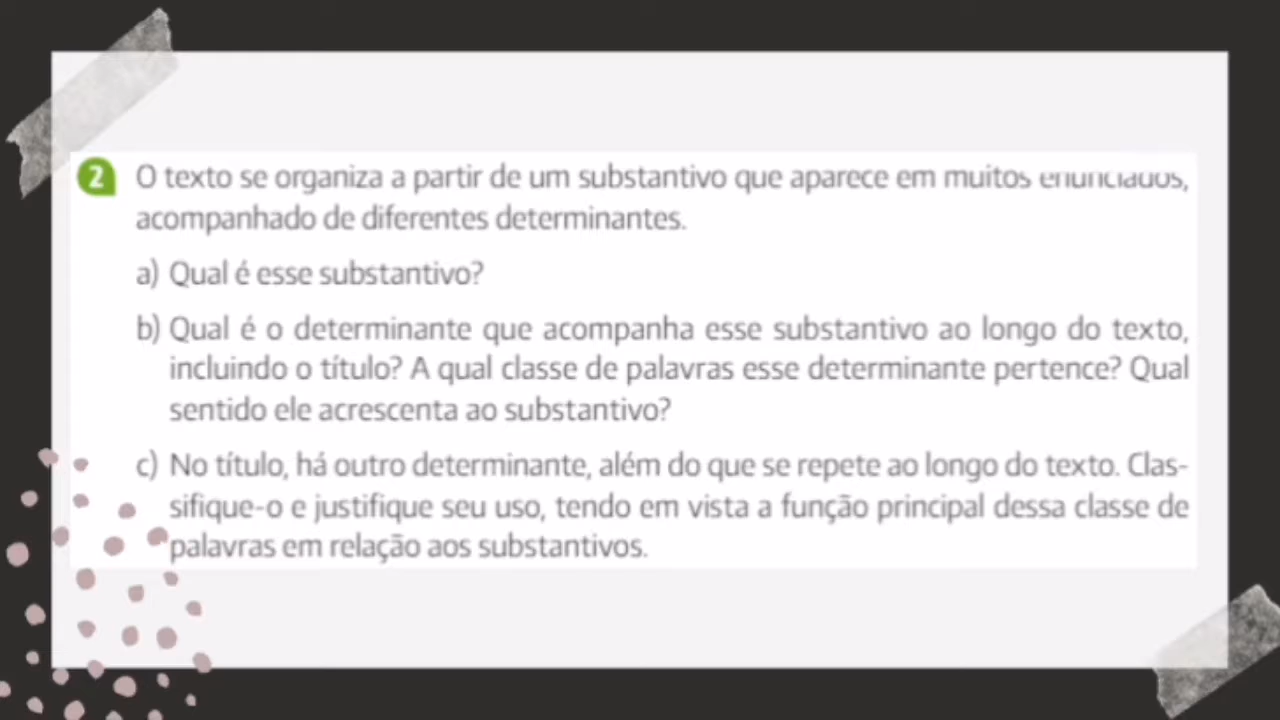 2 O texto se organiza a partir de um substantivo que aparece em muitos enunciados,
acompanhado de diferentes determinantes.
a) Qual é esse substantivo?
b) Qual é o determinante que acompanha esse substantivo ao longo do texto,
incluindo o título? A qual classe de palavras esse determinante pertence? Qual
sentido ele acrescenta ao substantivo?
c) No título, há outro determinante, além do que se repete ao longo do texto. Clas-
sifique-o e justifique seu uso, tendo em vista a função principal dessa classe de
palavras em relação aos substantivos.